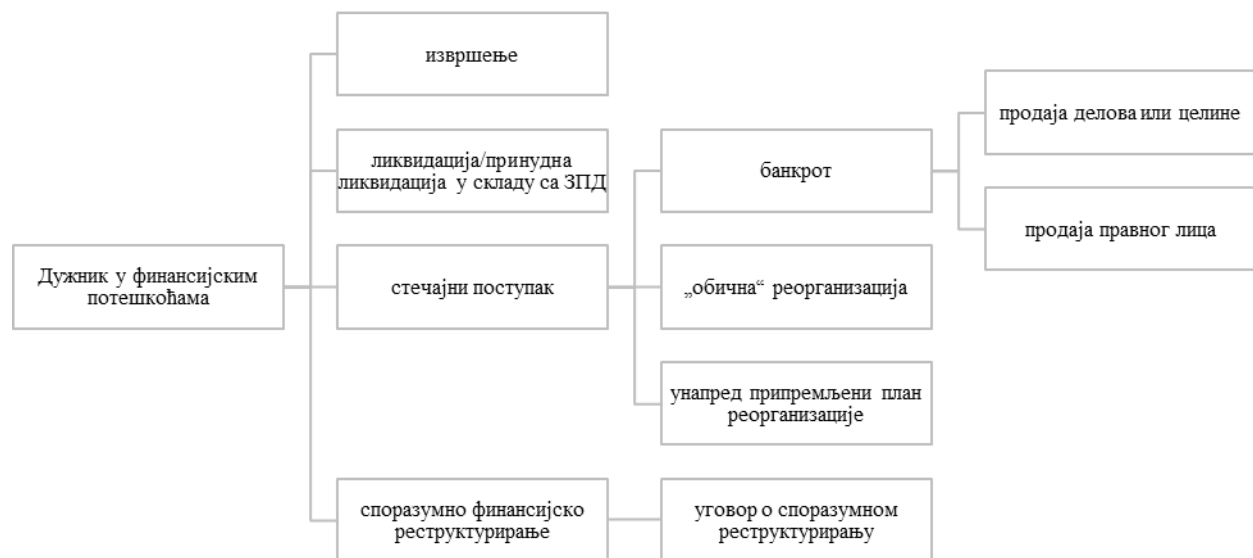 Дужник у финансијским
потешкоћама
извршење
ликвидација/принудна
ликвидација у складу са ЗПД
стечајни поступак
споразумно финансијско
реструктурирање
банкрот
„обична“ реорганизација
унапред припремљени план
реорганизације
уговор о споразумном
реструктурирању
продаја делова или целине
продаја правног лица